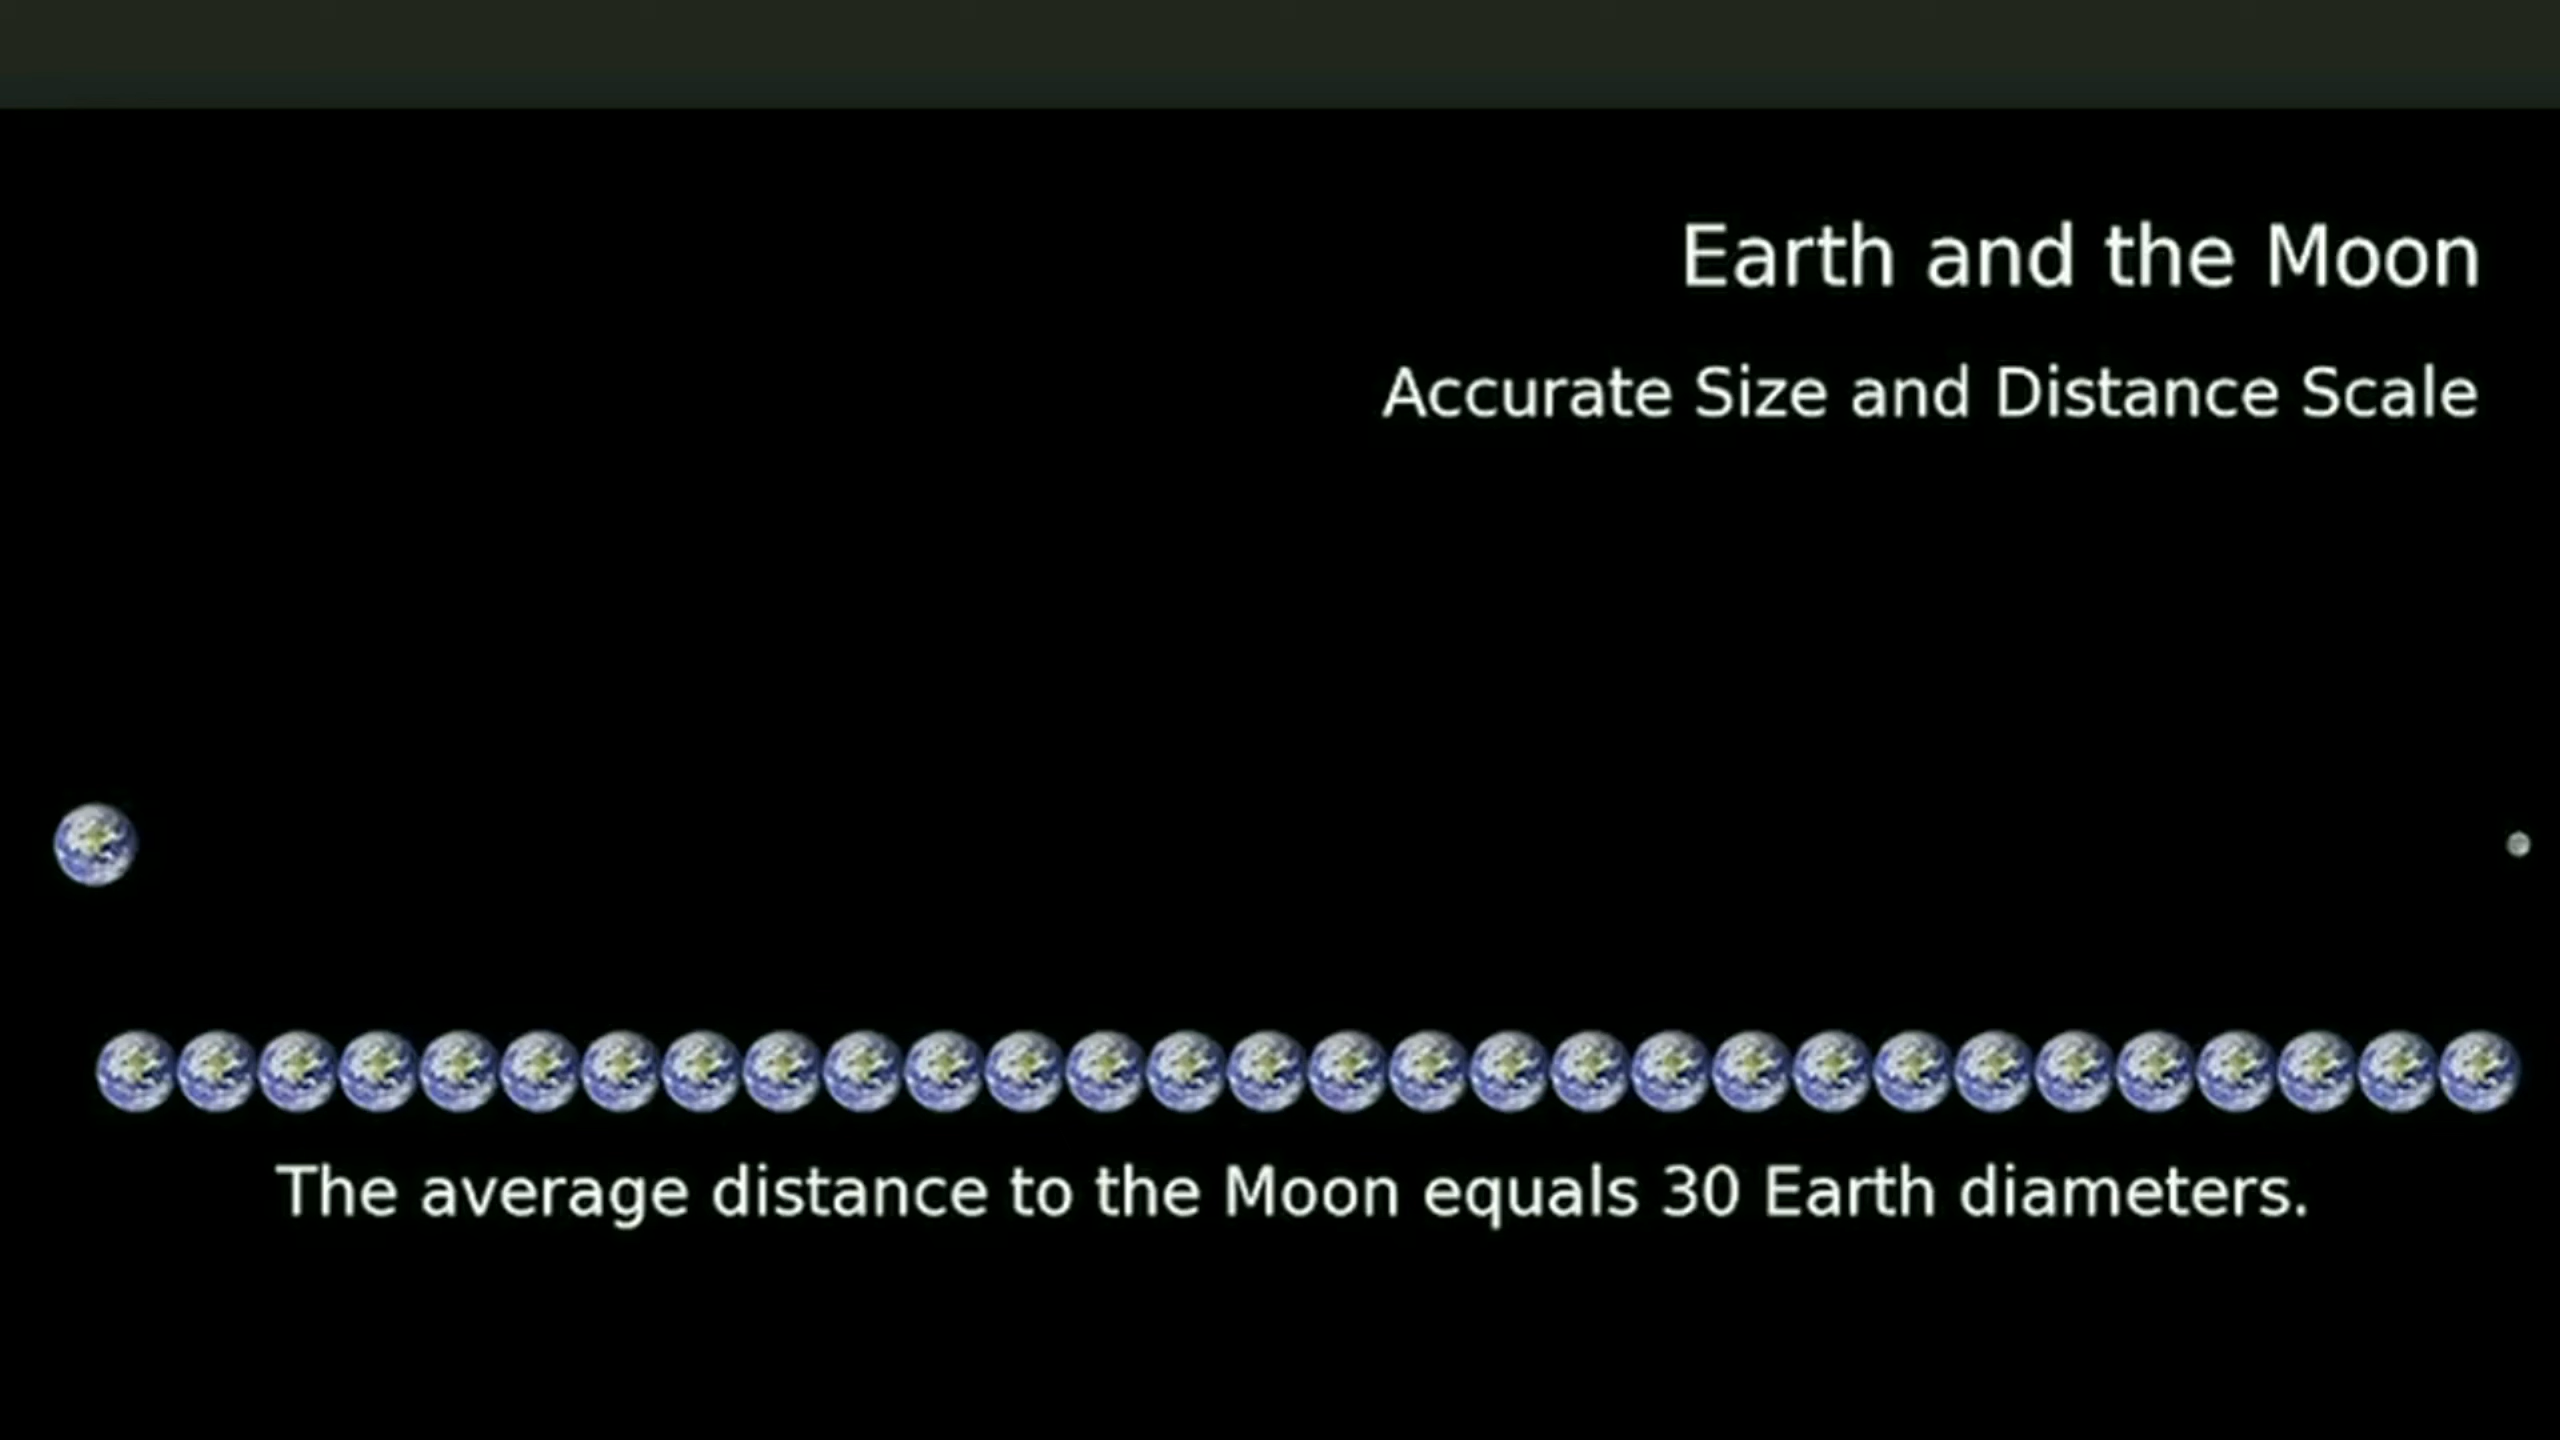 Earth and the Moon
Accurate Size and Distance Scale
The average distance to the Moon equals 30 Earth diameters.